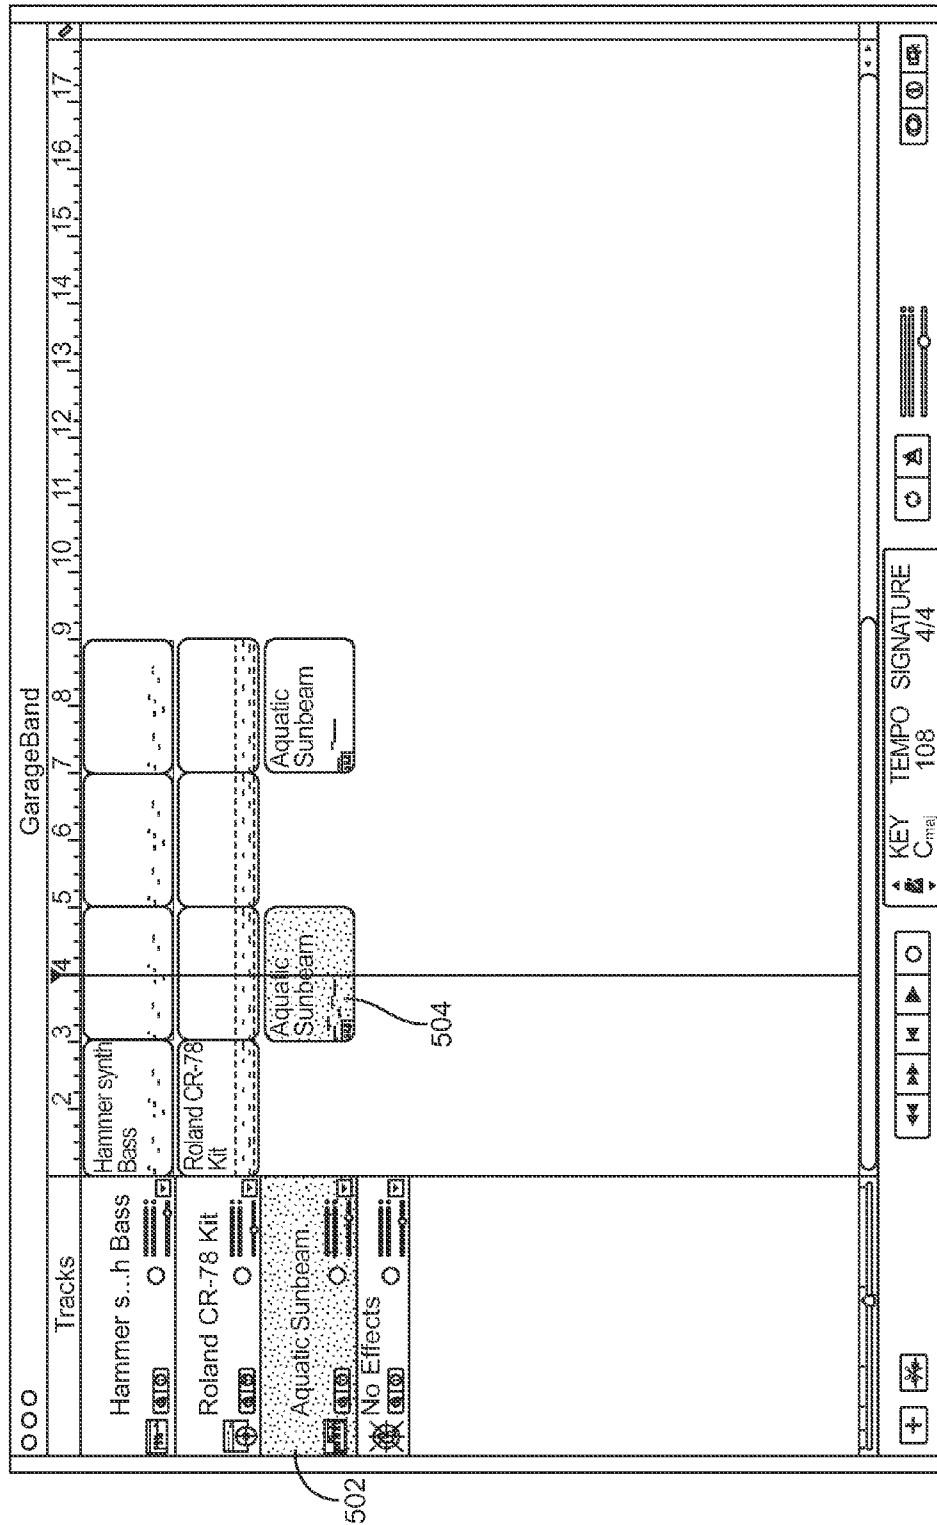 GarageBand
Tracks
2 3 4 5 6 7 8 9 10 11 12 13 14 15 16 17
Hammer s...h Bass
Hammer synth
Bass
Roland CR-78 Kit
Roland CR-78
Kit
Aquatic Sunbeam
Aquatic
Sunbeam
Aquatic
Sunbeam
No Effects
502
504
KEY TEMPO SIGNATURE
Cmaj 108 4/4